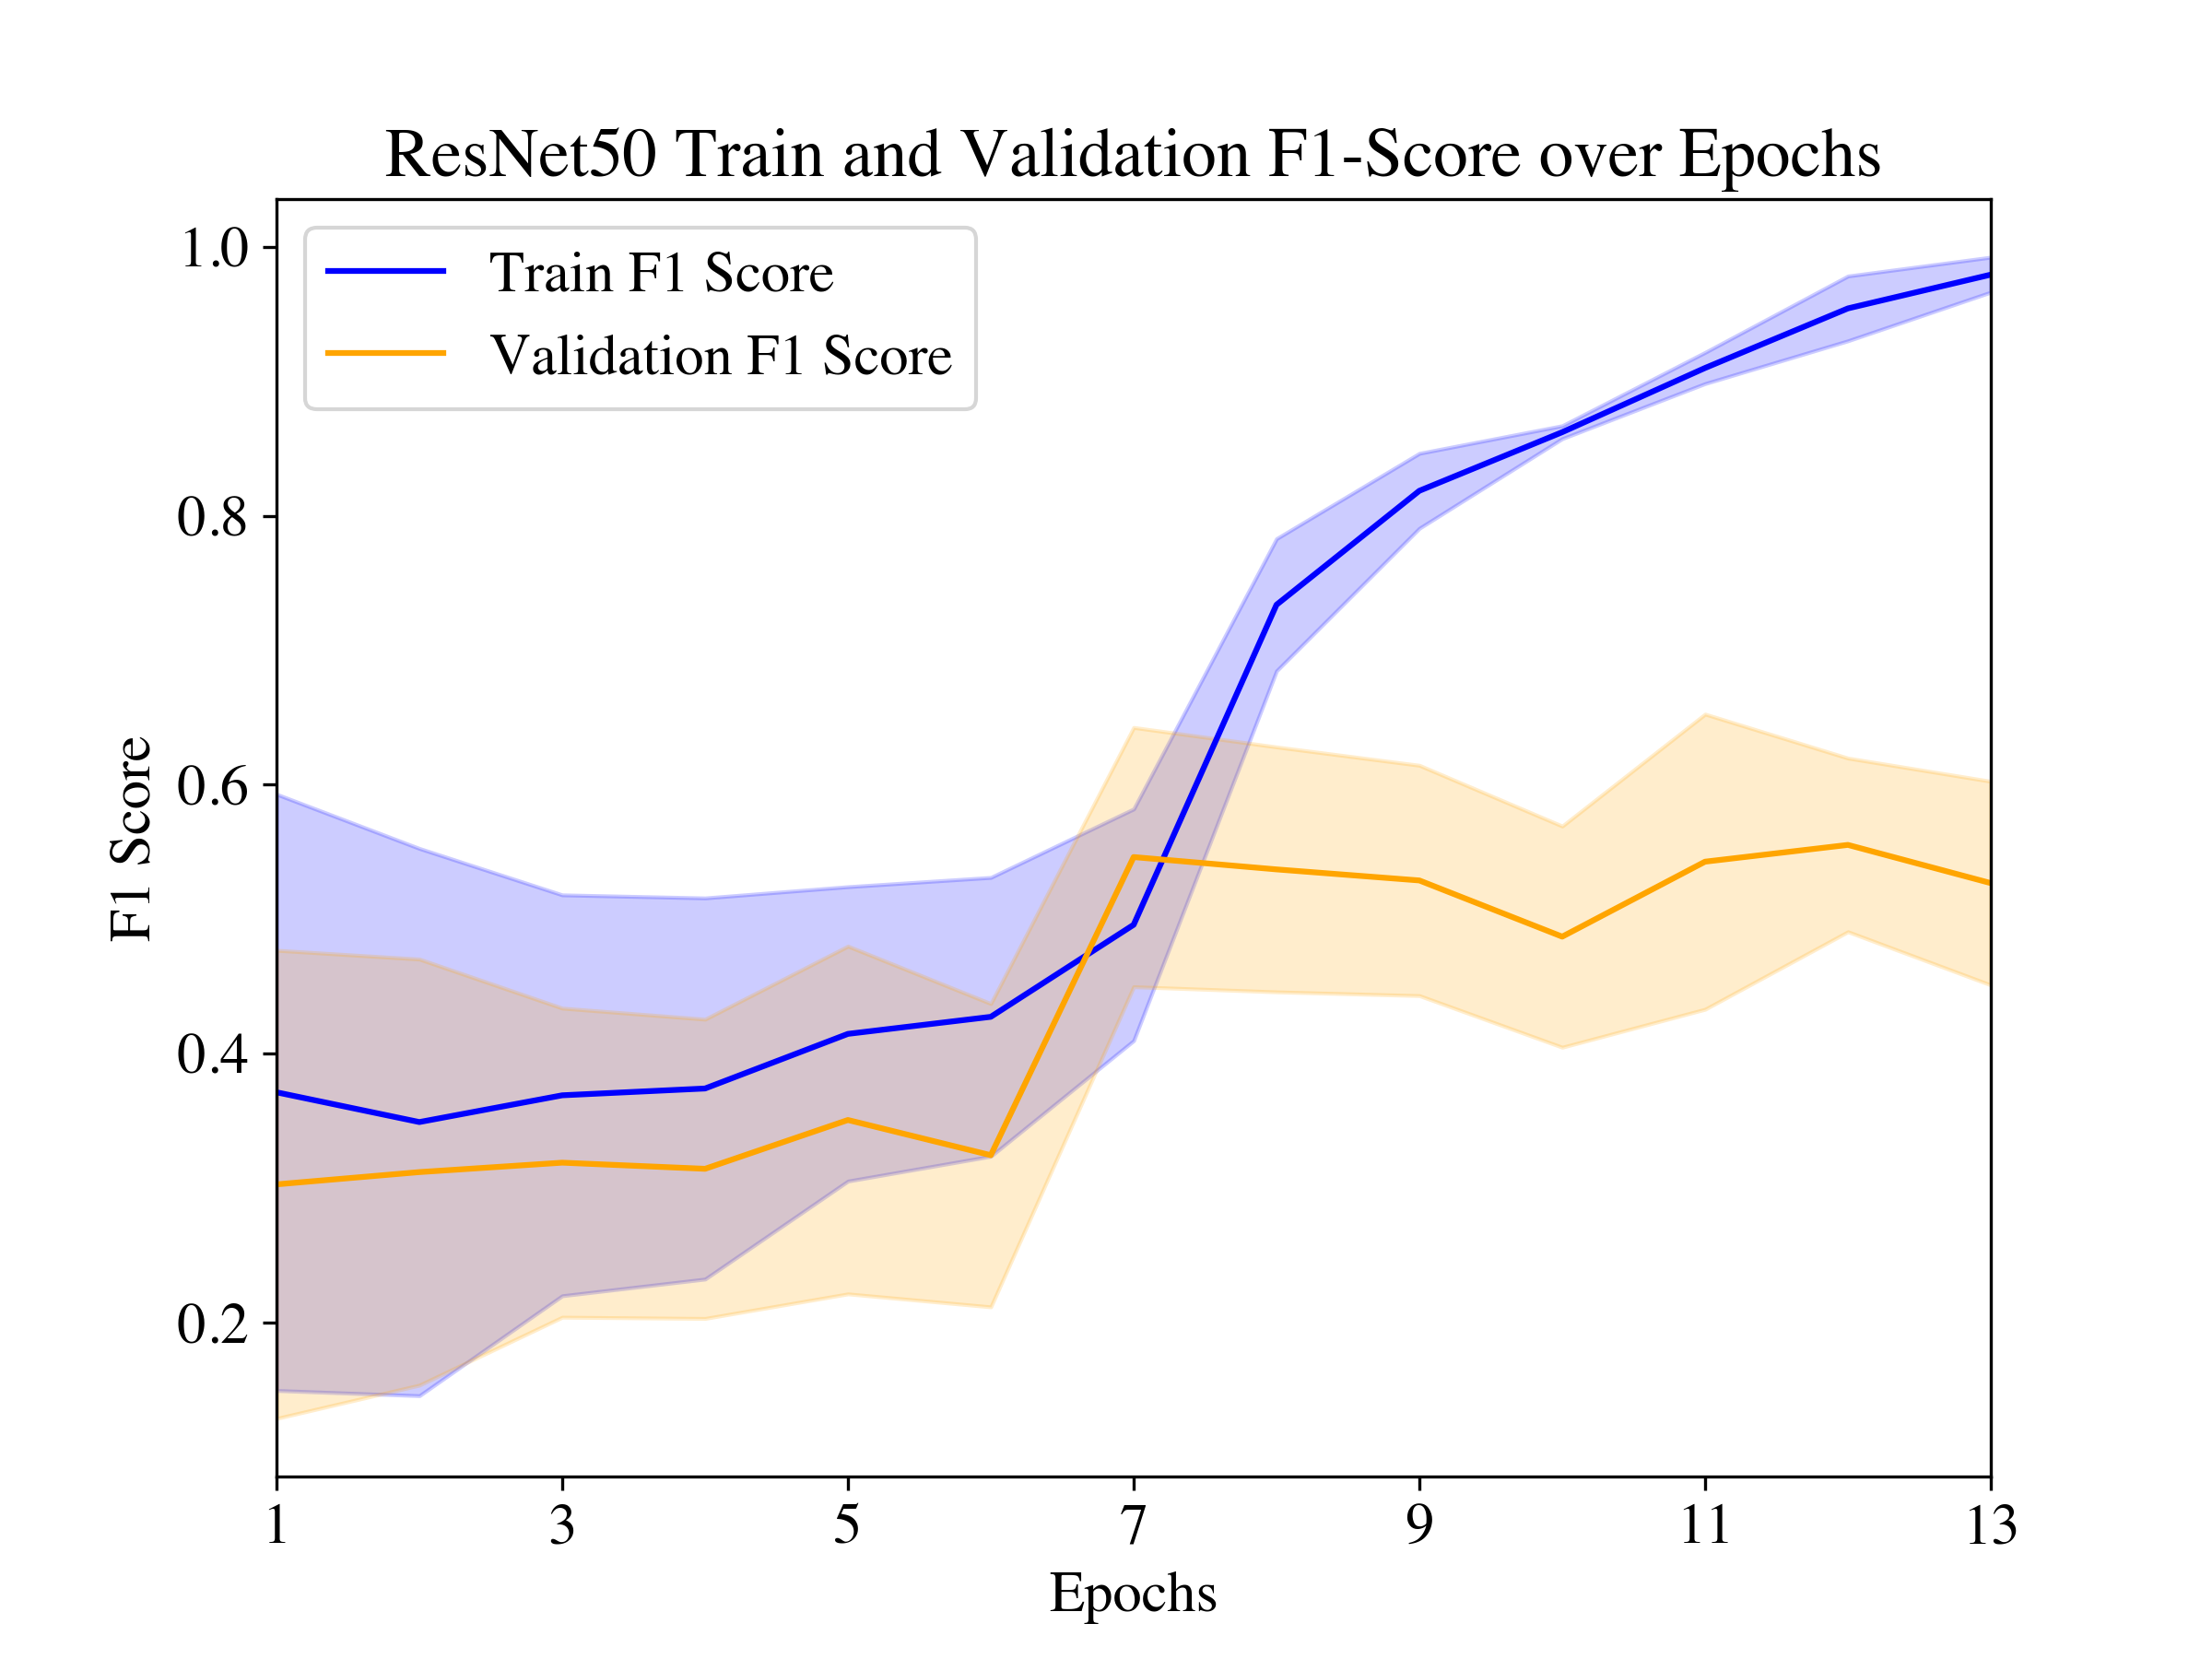 ResNet50 Train and Validation F1-Score over Epochs
Train F1 Score
Validation F1 Score
1.0
0.8
0.6
0.4
0.2
F1 Score
1 3 5 7 9 11 13
Epochs